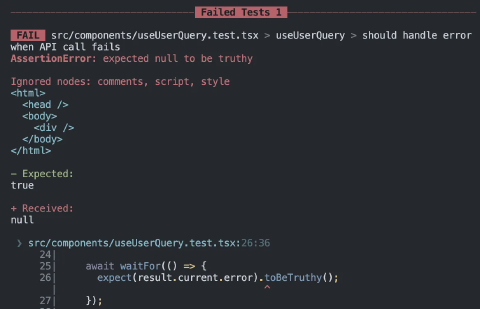 Failed Tests 1
FAIL src/components/useUserQuery.test.tsx > useUserQuery > should handle error
when API call fails
AssertionError: expected null to be truthy
Ignored nodes: comments, script, style
<html>
  <head />
  <body>
    <div />
  </body>
</html>
- Expected:
true
+ Received:
null
❯ src/components/useUserQuery.test.tsx:26:36
24|
25|     await waitFor(() => {
26|       expect(result.current.error).toBeTruthy();
|                                    ^
27|     });